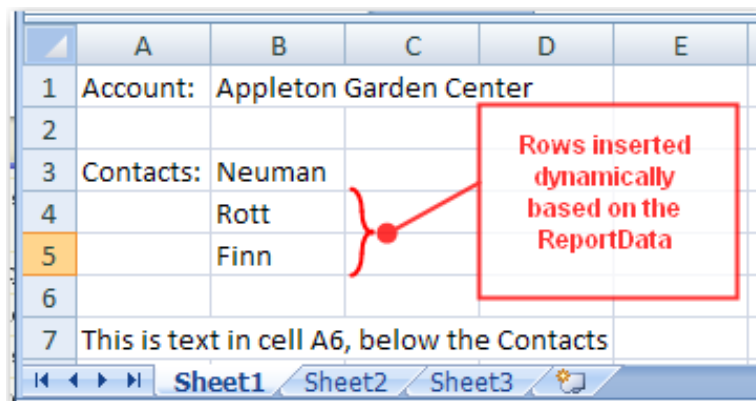 A B C D E
1 Account: Appleton Garden Center
2
3 Contacts: Neuman
4 Rott
5 Finn
6
7 This is text in cell A6, below the Contacts
Rows inserted
dynamically
based on the
ReportData
Sheet1 Sheet2 Sheet3